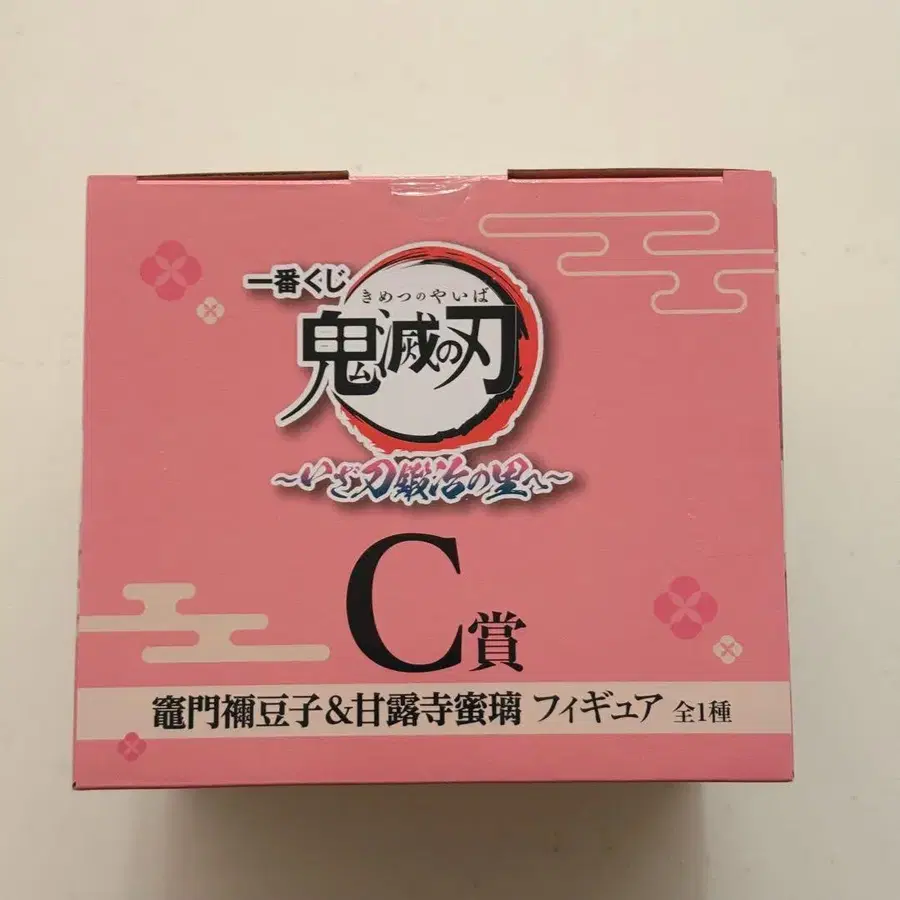 一番くじ
きめつのやいば
鬼滅の刃
～いざ刀鍛冶の里へ～
C賞
竈門禰豆子&甘露寺蜜璃 フィギュア 全1種